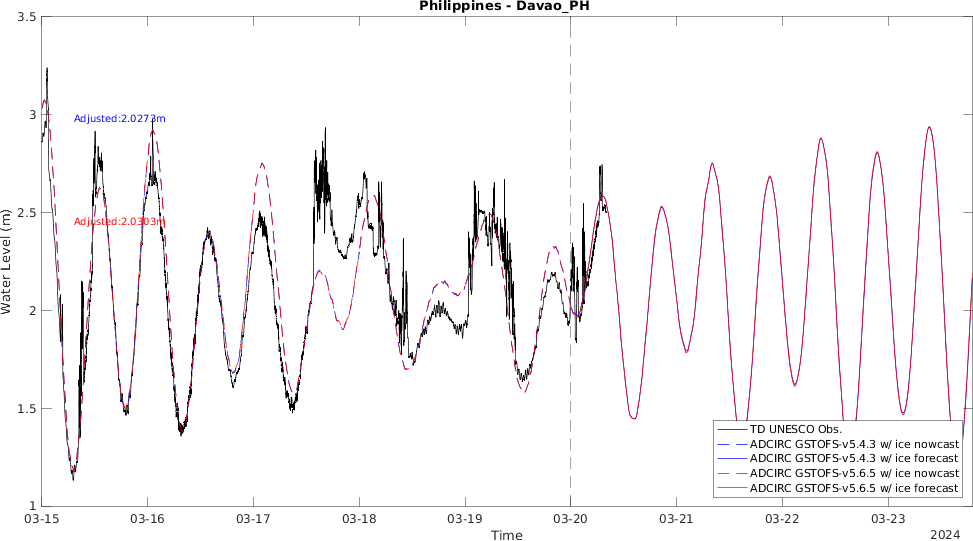 Philippines - Davao_PH
3.5
3
2.5
2
1.5
1
Water Level (m)
Adjusted:2.0273m
Adjusted:2.0303m
TD UNESCO Obs.
ADCIRC GSTOFS-v5.4.3 w/ ice nowcast
ADCIRC GSTOFS-v5.4.3 w/ ice forecast
ADCIRC GSTOFS-v5.6.5 w/ ice nowcast
ADCIRC GSTOFS-v5.6.5 w/ ice forecast
03-15 03-16 03-17 03-18 03-19 03-20 03-21 03-22 03-23
Time
2024